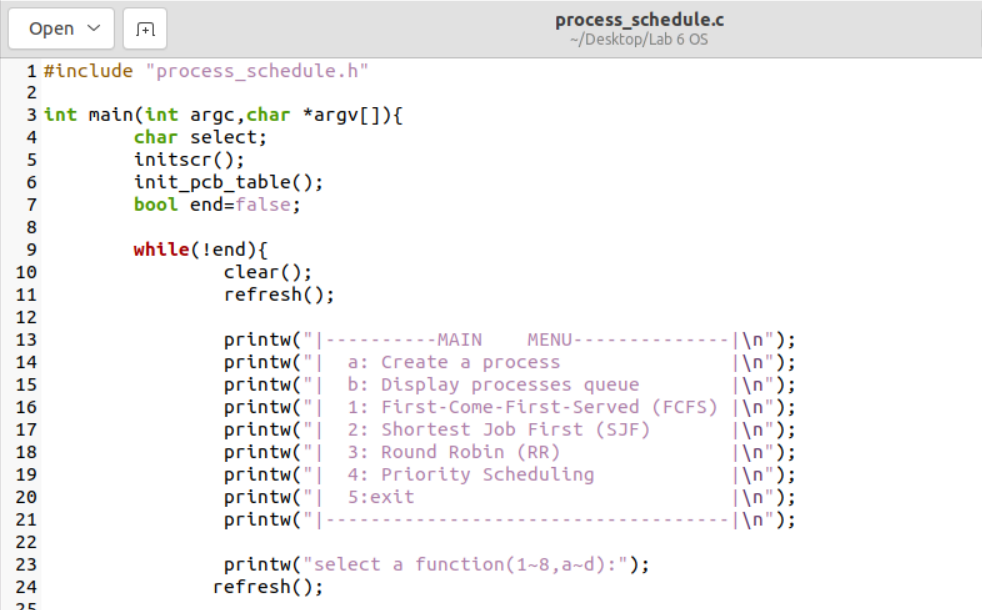 Open
process_schedule.c
~/Desktop/Lab 6 OS
1 #include "process_schedule.h"
2
3 int main(int argc,char *argv[]){
4         char select;
5         initscr();
6         init_pcb_table();
7         bool end=false;
8
9         while(!end){
10                 clear();
11                 refresh();
12
13                 printw("|----------MAIN    MENU--------------|\n");
14                 printw("|  a: Create a process               |\n");
15                 printw("|  b: Display processes queue        |\n");
16                 printw("|  1: First-Come-First-Served (FCFS) |\n");
17                 printw("|  2: Shortest Job First (SJF)       |\n");
18                 printw("|  3: Round Robin (RR)               |\n");
19                 printw("|  4: Priority Scheduling            |\n");
20                 printw("|  5:exit                            |\n");
21                 printw("|------------------------------------|\n");
22
23                 printw("select a function(1~8,a~d):");
24                refresh();
25